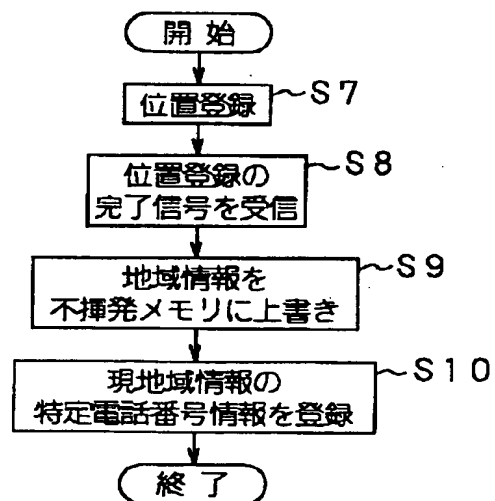 開始
位置登録
S7
位置登録の
完了信号を受信
S8
地域情報を
不揮発メモリに上書き
S9
現地域情報の
特定電話番号情報を登録
S10
終了